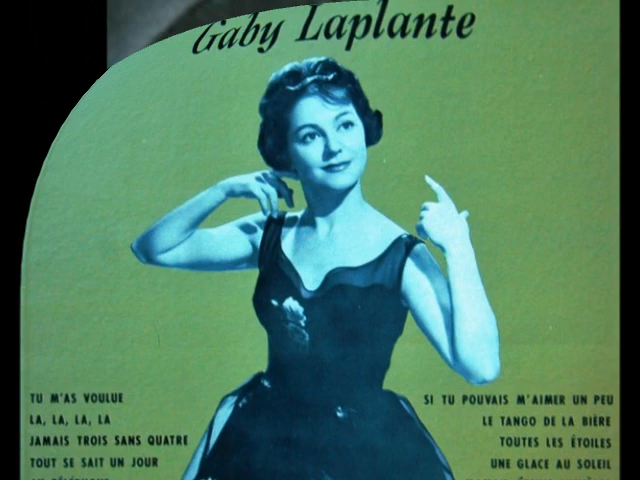 Gaby Laplante
TU M'AS VOULUE
LA, LA, LA, LA
JAMAIS TROIS SANS QUATRE
TOUT SE SAIT UN JOUR
SI TU POUVAIS M'AIMER UN PEU
LE TANGO DE LA BIÈRE
TOUTES LES ÉTOILES
UNE GLACE AU SOLEIL